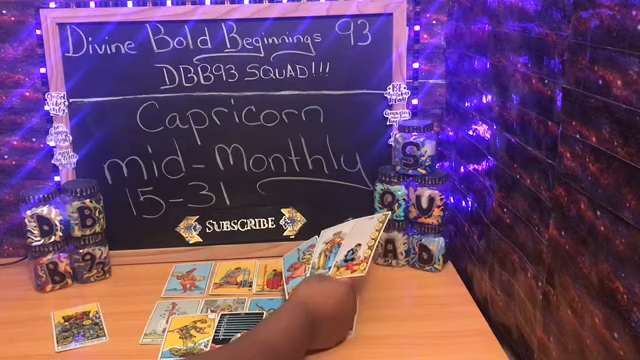 Divine Bold Beginnings 93
DBB93 SQUAD!!!
Capricorn
mid-Monthly
15-31
SUBSCRIBE
D B
B 93
S
Q U
A D